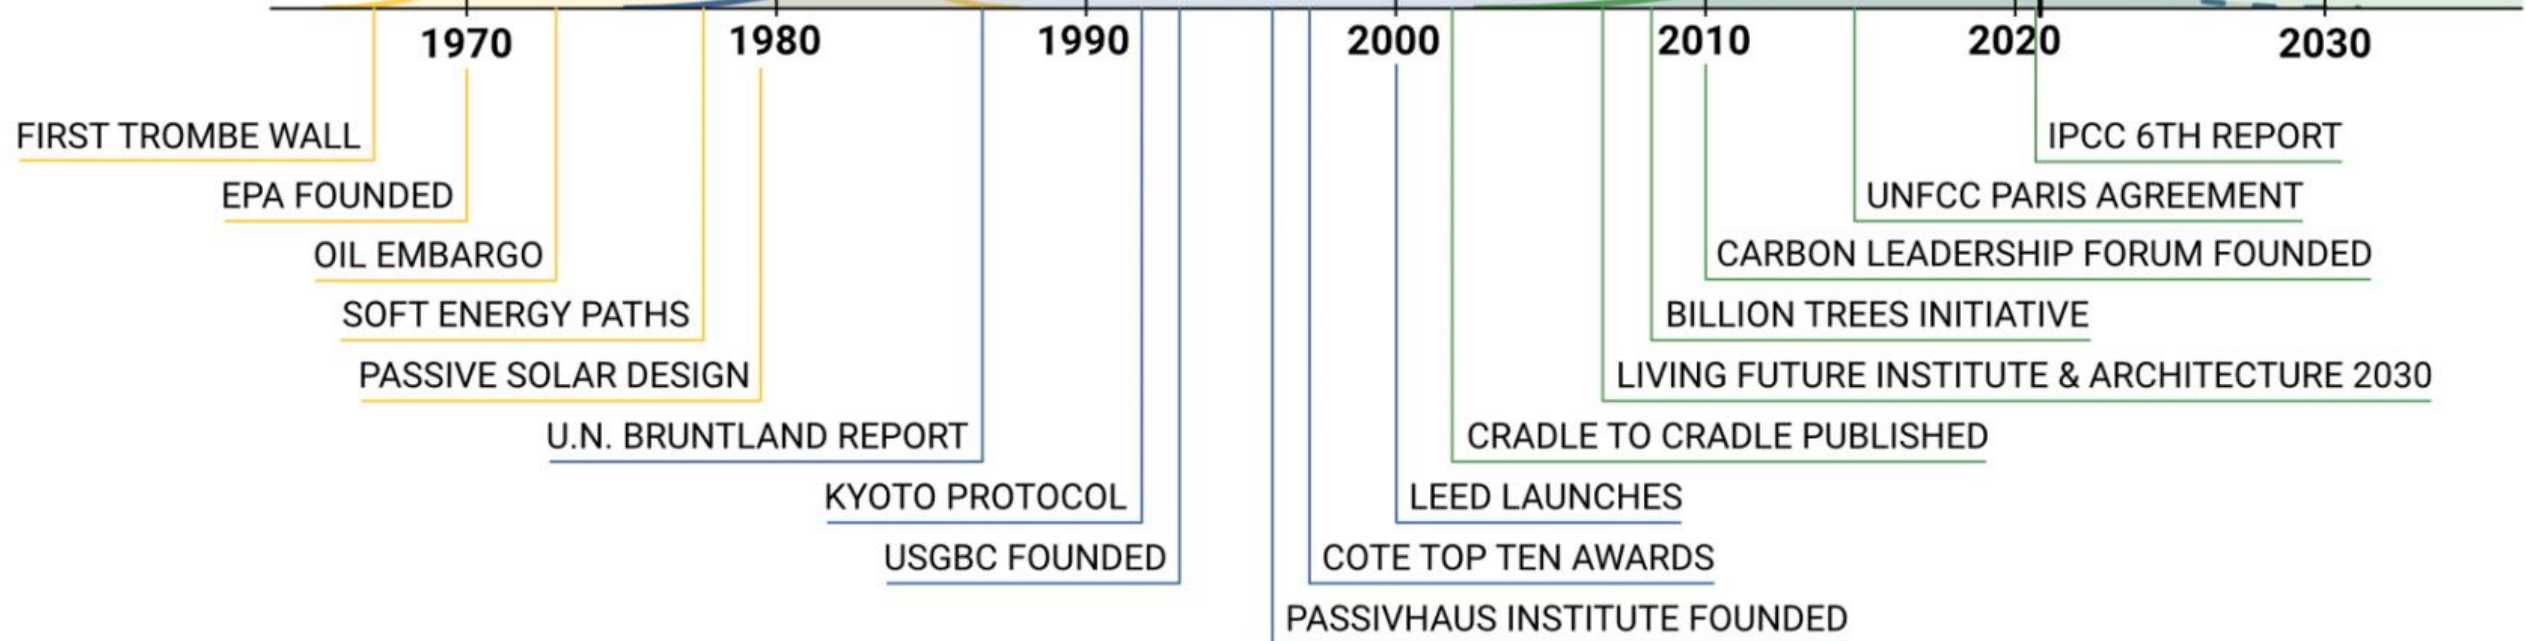 1970 1980 1990 2000 2010 2020 2030
FIRST TROMBE WALL
IPCC 6TH REPORT
EPA FOUNDED
UNFCC PARIS AGREEMENT
OIL EMBARGO
CARBON LEADERSHIP FORUM FOUNDED
SOFT ENERGY PATHS
BILLION TREES INITIATIVE
PASSIVE SOLAR DESIGN
LIVING FUTURE INSTITUTE & ARCHITECTURE 2030
U.N. BRUNTLAND REPORT
CRADLE TO CRADLE PUBLISHED
KYOTO PROTOCOL
LEED LAUNCHES
USGBC FOUNDED
COTE TOP TEN AWARDS
PASSIVHAUS INSTITUTE FOUNDED